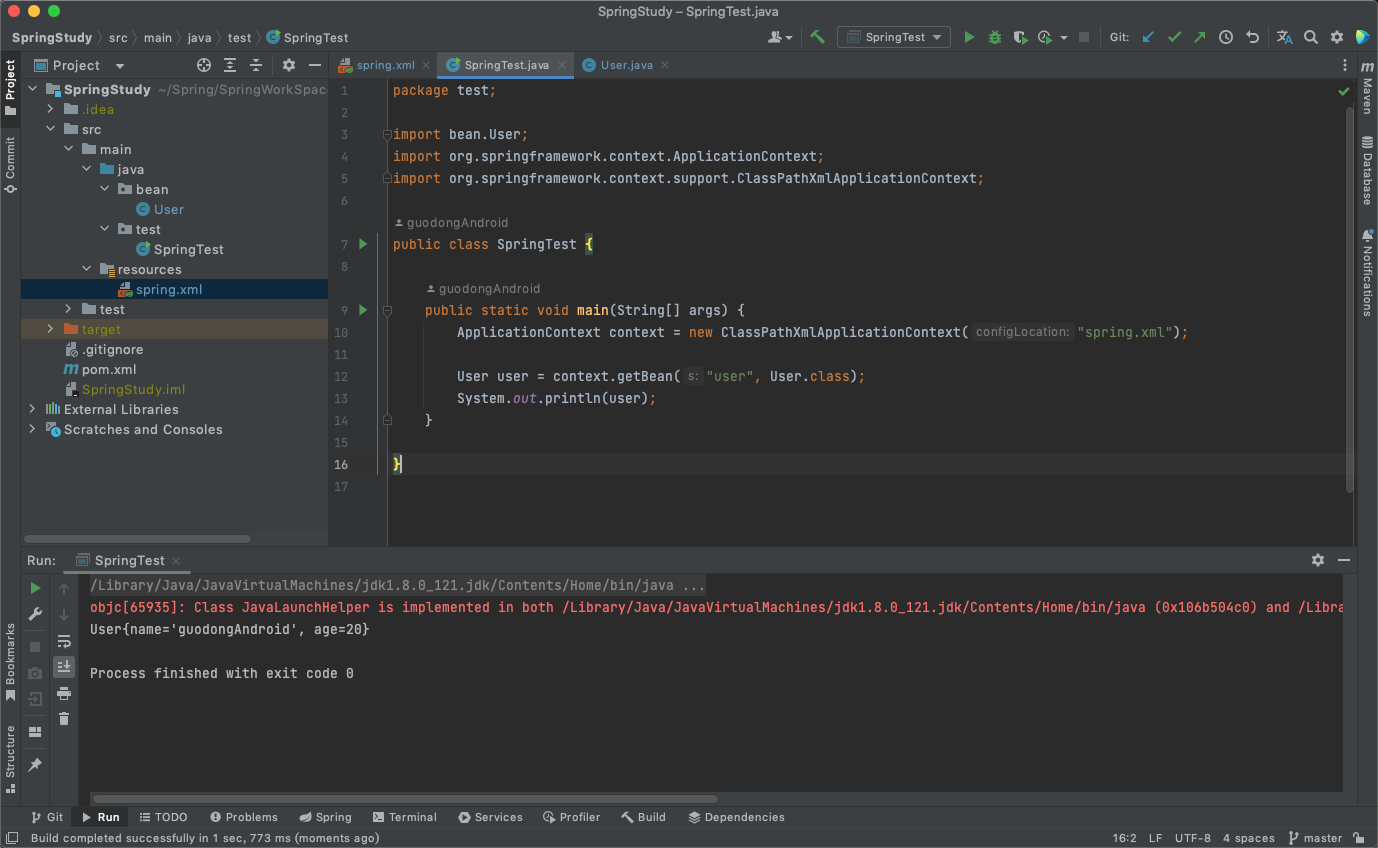 SpringStudy – SpringTest.java
SpringStudy src main java test SpringTest
SpringTest
Git:
Project
Project
Commit
Bookmarks
Structure
SpringStudy ~/Spring/SpringWorkSpac
.idea
src
main
java
bean
User
test
SpringTest
resources
spring.xml
test
target
.gitignore
pom.xml
SpringStudy.iml
External Libraries
Scratches and Consoles
spring.xml SpringTest.java User.java
1 package test;
2
3 import bean.User;
4 import org.springframework.context.ApplicationContext;
5 import org.springframework.context.support.ClassPathXmlApplicationContext;
6
guodongAndroid
7 public class SpringTest {
8
guodongAndroid
9 public static void main(String[] args) {
10 ApplicationContext context = new ClassPathXmlApplicationContext( configLocation: "spring.xml");
11
12 User user = context.getBean( s: "user", User.class);
13 System.out.println(user);
14 }
15
16 }
17
Maven
Database
Notifications
Run: SpringTest
/Library/Java/JavaVirtualMachines/jdk1.8.0_121.jdk/Contents/Home/bin/java ...
objc[65935]: Class JavaLaunchHelper is implemented in both /Library/Java/JavaVirtualMachines/jdk1.8.0_121.jdk/Contents/Home/bin/java (0x106b504c0) and /Libra
User{name='guodongAndroid', age=20}
Process finished with exit code 0
Git Run TODO Problems Spring Terminal Services Profiler Build Dependencies
Build completed successfully in 1 sec, 773 ms (moments ago)
16:2 LF UTF-8 4 spaces master